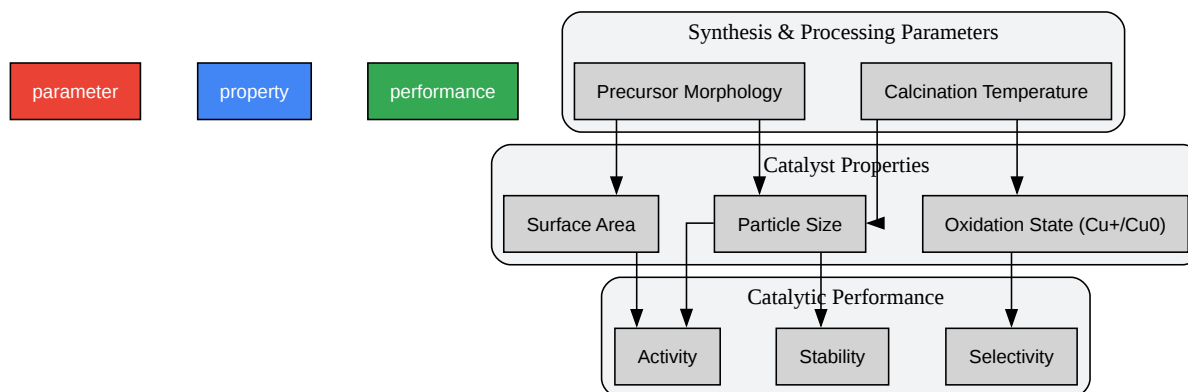 Synthesis & Processing Parameters
parameter
property
performance
Precursor Morphology
Calcination Temperature
Catalyst Properties
Surface Area
Particle Size
Oxidation State (Cu+/Cu0)
Catalytic Performance
Activity
Stability
Selectivity